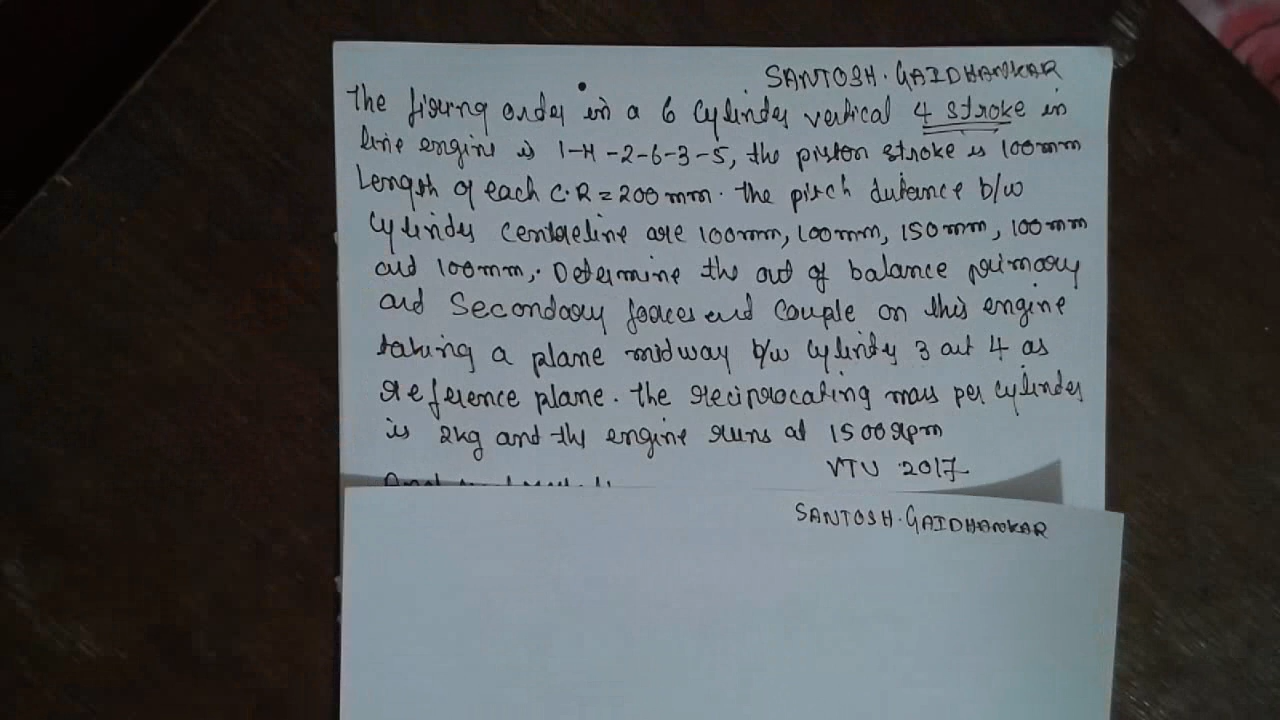 SANTOSH. GAIDHANKAR
The firing order in a 6 cylinder vertical 4 stroke in
line engine is 1-4-2-6-3-5, the piston stroke is 100mm
Length of each C.R = 200 mm. the pitch distance b/w
cylinder centreline are 100mm, 100mm, 150mm, 100mm
and 100mm,. Determine the out of balance primary
and Secondary forces and couple on this engine
taking a plane midway b/w cylinder 3 and 4 as
reference plane. the reciprocating mass per cylinder
is 2kg and the engine runs at 1500rpm
VTU 2017
SANTOSH. GAIDHANKAR